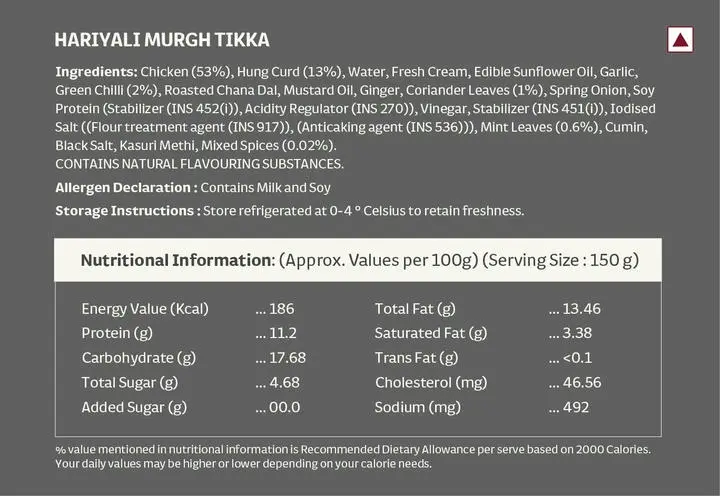 HARIYALI MURGH TIKKA
Ingredients: Chicken (53%), Hung Curd (13%), Water, Fresh Cream, Edible Sunflower Oil, Garlic,
Green Chilli (2%), Roasted Chana Dal, Mustard Oil, Ginger, Coriander Leaves (1%), Spring Onion, Soy
Protein (Stabilizer (INS 452(i)), Acidity Regulator (INS 270)), Vinegar, Stabilizer (INS 451(i)), Iodised
Salt ((Flour treatment agent (INS 917)), (Anticaking agent (INS 536))), Mint Leaves (0.6%), Cumin,
Black Salt, Kasuri Methi, Mixed Spices (0.02%).
CONTAINS NATURAL FLAVOURING SUBSTANCES.
Allergen Declaration : Contains Milk and Soy
Storage Instructions : Store refrigerated at 0-4 ° Celsius to retain freshness.
Nutritional Information: (Approx. Values per 100g) (Serving Size : 150 g)
Energy Value (Kcal) ... 186 Total Fat (g) ... 13.46
Protein (g) ... 11.2 Saturated Fat (g) ... 3.38
Carbohydrate (g) ... 17.68 Trans Fat (g) ... <0.1
Total Sugar (g) ... 4.68 Cholesterol (mg) ... 46.56
Added Sugar (g) ... 00.0 Sodium (mg) ... 492
% value mentioned in nutritional information is Recommended Dietary Allowance per serve based on 2000 Calories.
Your daily values may be higher or lower depending on your calorie needs.